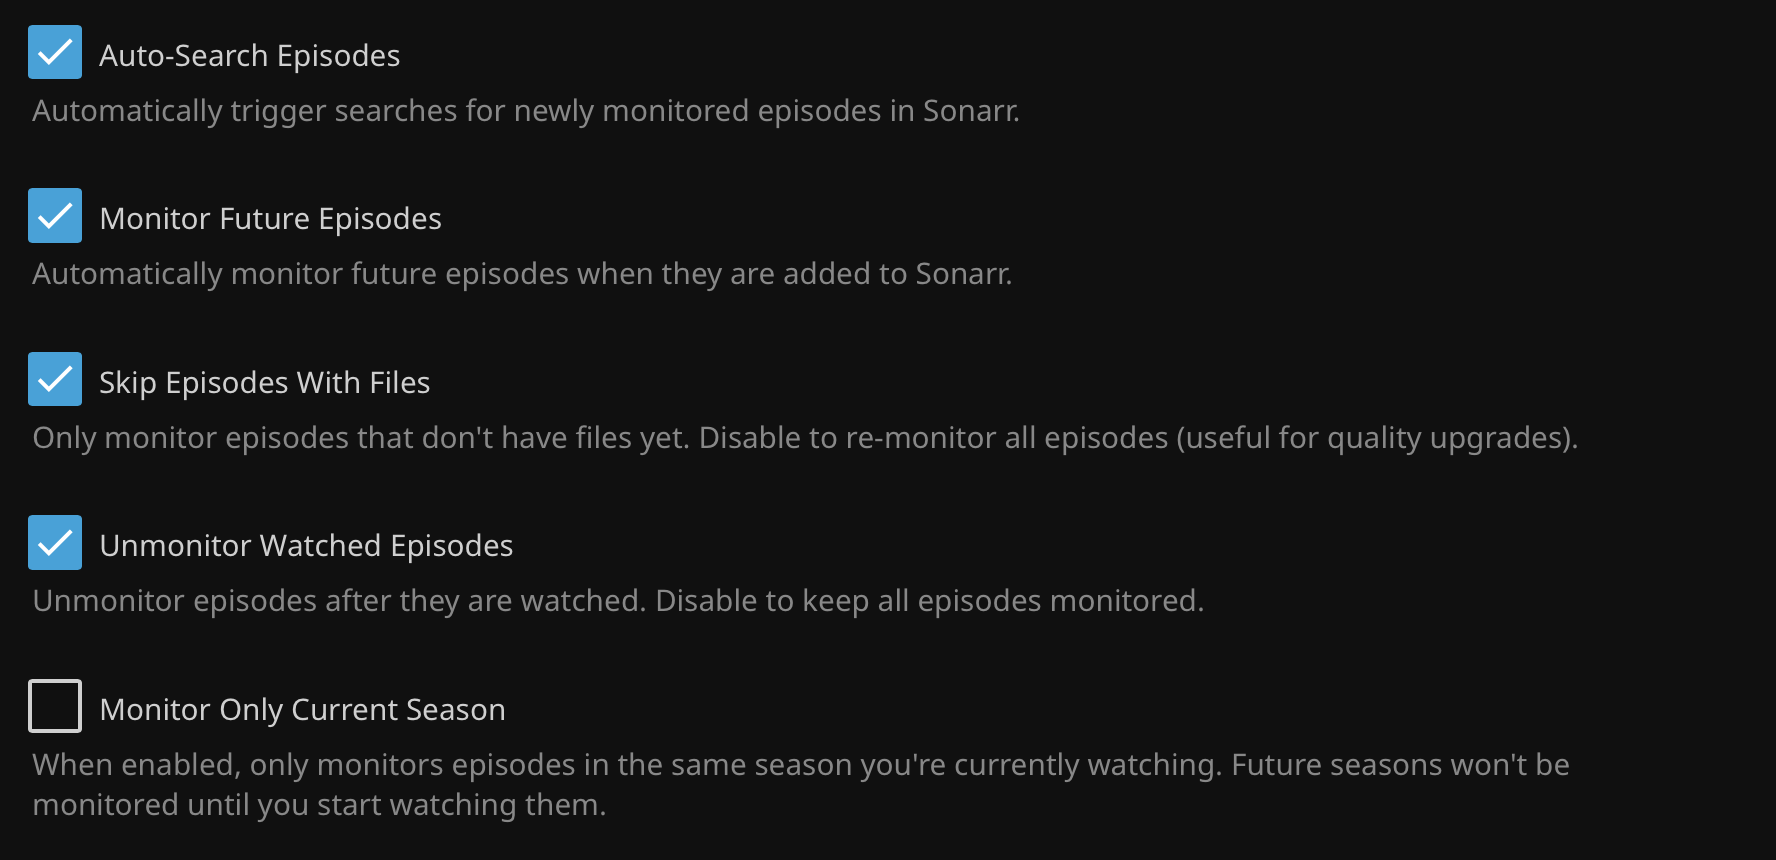 Auto-Search Episodes
Automatically trigger searches for newly monitored episodes in Sonarr.
Monitor Future Episodes
Automatically monitor future episodes when they are added to Sonarr.
Skip Episodes With Files
Only monitor episodes that don't have files yet. Disable to re-monitor all episodes (useful for quality upgrades).
Unmonitor Watched Episodes
Unmonitor episodes after they are watched. Disable to keep all episodes monitored.
Monitor Only Current Season
When enabled, only monitors episodes in the same season you're currently watching. Future seasons won't be
monitored until you start watching them.